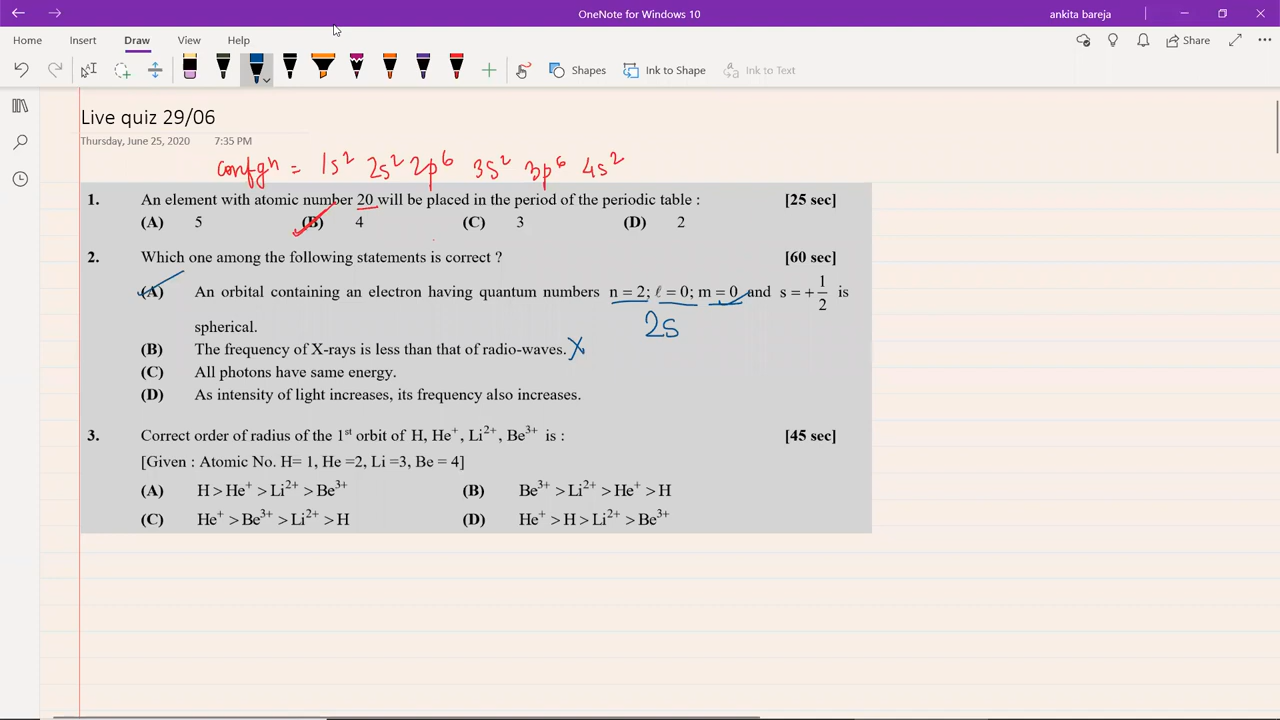 OneNote for Windows 10
ankita bareja
Home Insert Draw View Help
Share
Shapes Ink to Shape Ink to Text
Live quiz 29/06
Thursday, June 25, 2020 7:35 PM
confgn = 1s² 2s² 2p⁶ 3s² 3p⁶ 4s²
1. An element with atomic number 20 will be placed in the period of the periodic table : [25 sec]
(A) 5 (B) 4 (C) 3 (D) 2
2. Which one among the following statements is correct ? [60 sec]
(A) An orbital containing an electron having quantum numbers n = 2; ℓ = 0; m = 0 and s = + 1/2 is
spherical.
2s
(B) The frequency of X-rays is less than that of radio-waves. X
(C) All photons have same energy.
(D) As intensity of light increases, its frequency also increases.
3. Correct order of radius of the 1st orbit of H, He⁺, Li²⁺, Be³⁺ is : [45 sec]
[Given : Atomic No. H= 1, He =2, Li =3, Be = 4]
(A) H > He⁺ > Li²⁺ > Be³⁺ (B) Be³⁺ > Li²⁺ > He⁺ > H
(C) He⁺ > Be³⁺ > Li²⁺ > H (D) He⁺ > H > Li²⁺ > Be³⁺